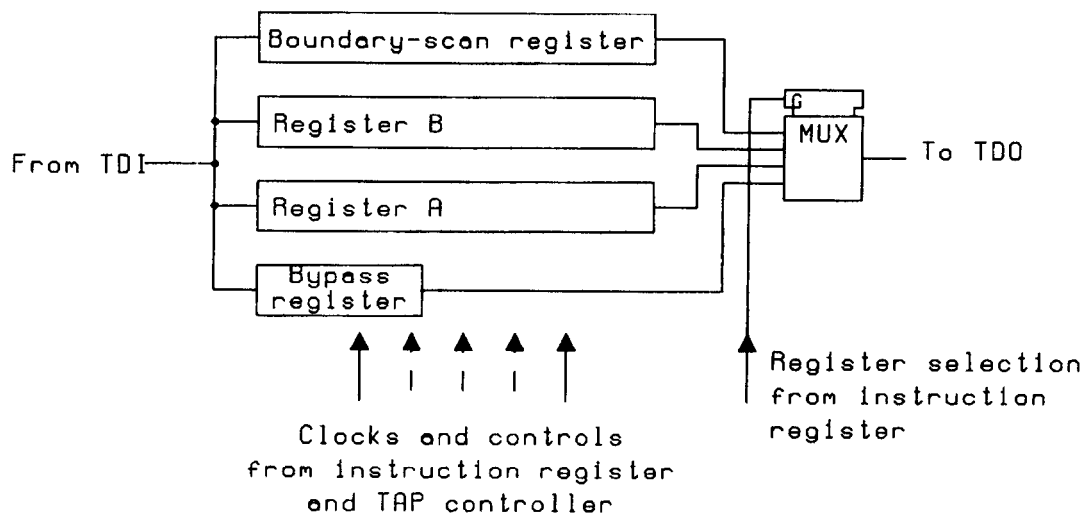 Boundary-scan register
Register B
G
MUX
From TDI
To TDO
Register A
Bypass
register
Register selection
from instruction
register
Clocks and controls
from instruction register
and TAP controller